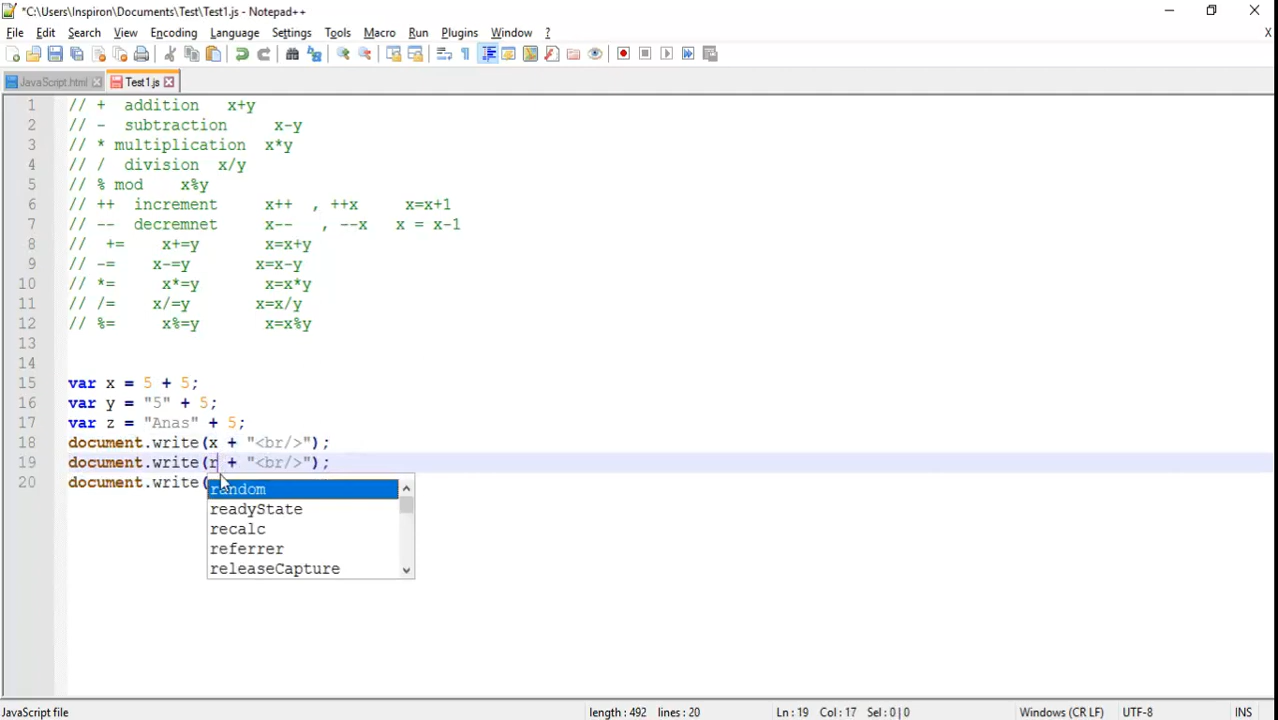 *C:\Users\Inspiron\Documents\Test\Test1.js - Notepad++
File Edit Search View Encoding Language Settings Tools Macro Run Plugins Window ? X
JavaScript.html Test1.js
1 // + addition x+y
2 // - subtraction x-y
3 // * multiplication x*y
4 // / division x/y
5 // % mod x%y
6 // ++ increment x++ , ++x x=x+1
7 // -- decremnet x-- , --x x = x-1
8 // += x+=y x=x+y
9 // -= x-=y x=x-y
10 // *= x*=y x=x*y
11 // /= x/=y x=x/y
12 // %= x%=y x=x%y
13
14
15 var x = 5 + 5;
16 var y = "5" + 5;
17 var z = "Anas" + 5;
18 document.write(x + "<br/>");
19 document.write(r + "<br/>");
20 document.write(
random
readyState
recalc
referrer
releaseCapture
JavaScript file length : 492 lines : 20 Ln : 19 Col : 17 Sel : 0 | 0 Windows (CR LF) UTF-8 INS